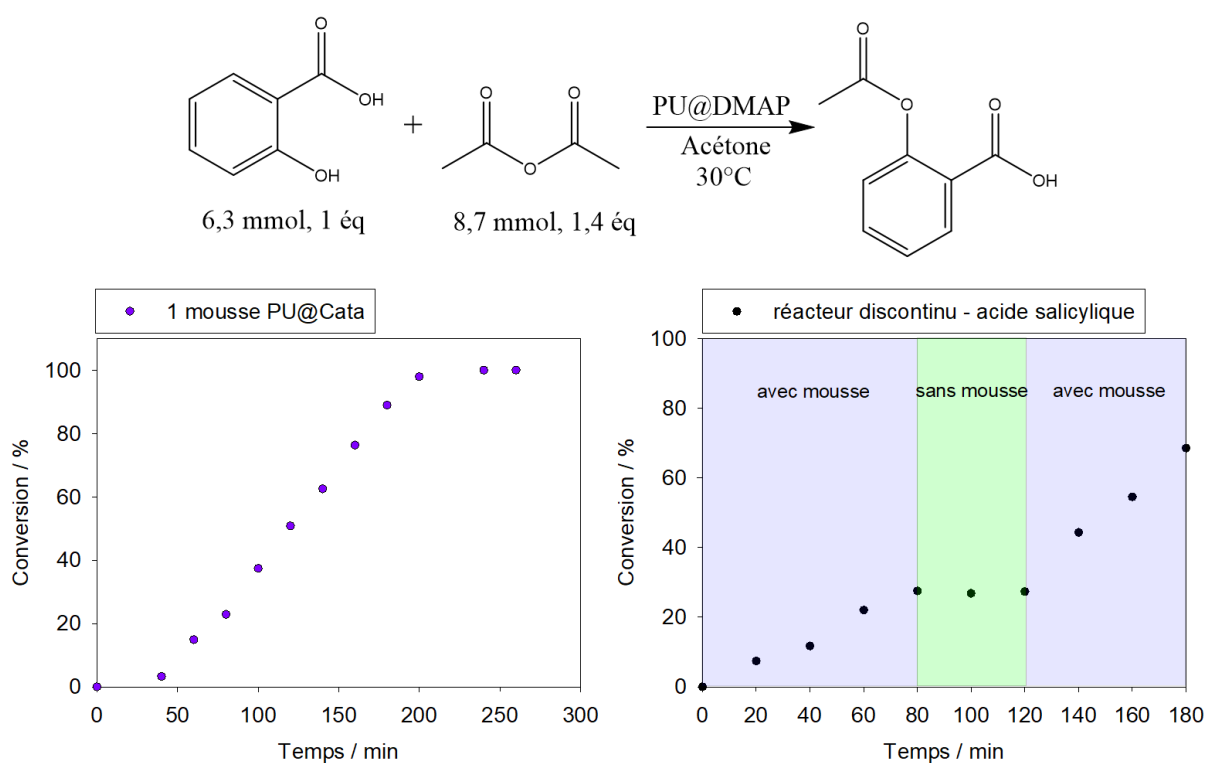 O
OH
OH
+
O
O
O
PU@DMAP
Acétone
30°C
O
O
O
OH
6,3 mmol, 1 éq
8,7 mmol, 1,4 éq
1 mousse PU@Cata
100
80
60
40
20
0
Conversion / %
0 50 100 150 200 250 300
Temps / min
réacteur discontinu - acide salicylique
avec mousse
sans mousse
avec mousse
100
80
60
40
20
0
Conversion / %
0 20 40 60 80 100 120 140 160 180
Temps / min